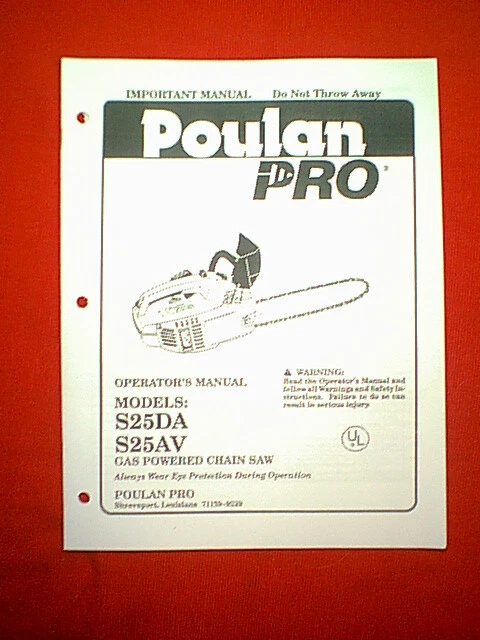 IMPORTANT MANUAL Do Not Throw Away
Poulan
PRO
OPERATOR'S MANUAL
MODELS:
S25DA
S25AV
GAS POWERED CHAIN SAW
Always Wear Eye Protection During Operation
POULAN PRO
Shreveport, Louisiana 71139-9329
⚠ WARNING:
Read the Operator's Manual and
follow all Warnings and Safety In-
structions. Failure to do so can
result in serious injury.
UL